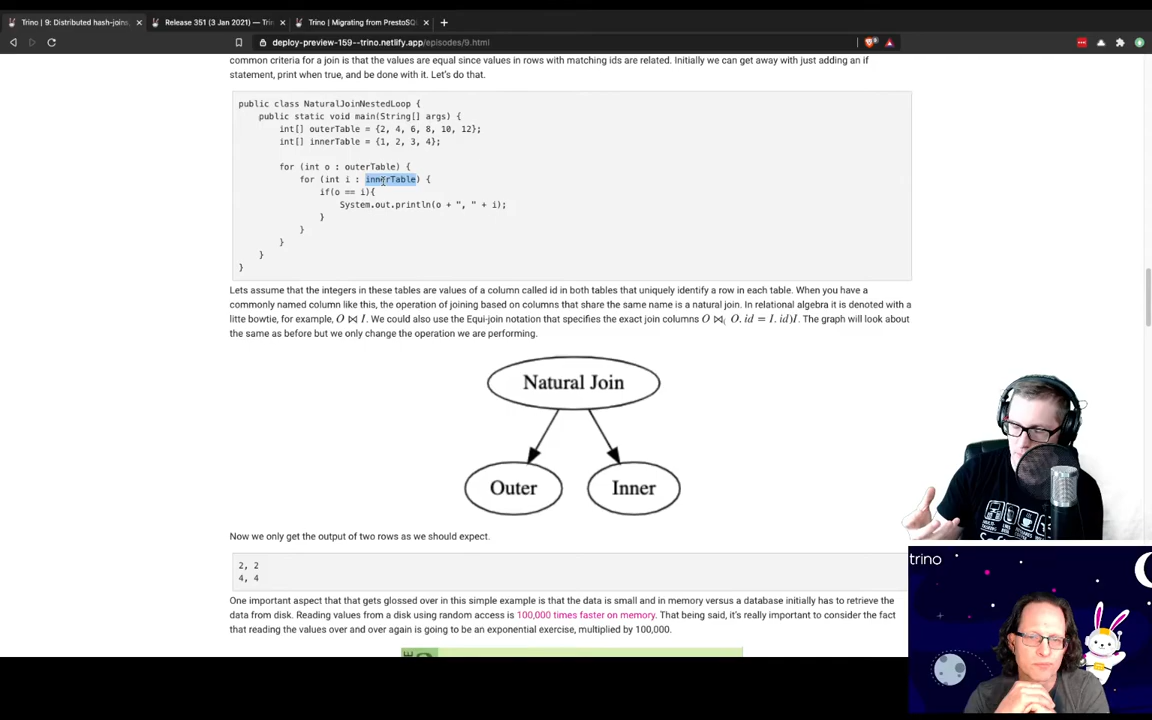 Trino | 9: Distributed hash-joins,
Release 351 (3 Jan 2021) — Trin
Trino | Migrating from PrestoSQL
deploy-preview-159--trino.netlify.app/episodes/9.html
common criteria for a join is that the values are equal since values in rows with matching ids are related. Initially we can get away with just adding an if
statement, print when true, and be done with it. Let's do that.
public class NaturalJoinNestedLoop {
public static void main(String[] args) {
int[] outerTable = {2, 4, 6, 8, 10, 12};
int[] innerTable = {1, 2, 3, 4};
for (int o : outerTable) {
for (int i : innerTable) {
if(o == i){
System.out.println(o + ", " + i);
}
}
}
}
}
Lets assume that the integers in these tables are values of a column called id in both tables that uniquely identify a row in each table. When you have a
commonly named column like this, the operation of joining based on columns that share the same name is a natural join. In relational algebra it is denoted with a
litte bowtie, for example, O ⋈ I. We could also use the Equi-join notation that specifies the exact join columns O ⋈( O. id = I. id)I. The graph will look about
the same as before but we only change the operation we are performing.
Natural Join
Outer Inner
Now we only get the output of two rows as we should expect.
2, 2
4, 4
One important aspect that that gets glossed over in this simple example is that the data is small and in memory versus a database initially has to retrieve the
data from disk. Reading values from a disk using random access is 100,000 times faster on memory. That being said, it's really important to consider the fact
that reading the values over and over again is going to be an exponential exercise, multiplied by 100,000.
trino